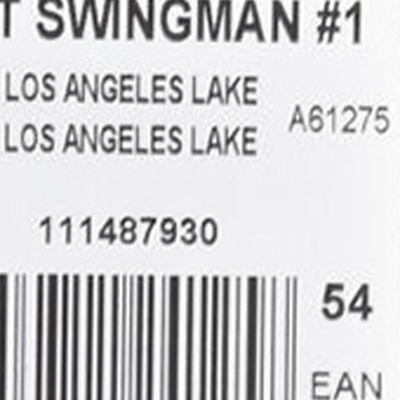 T SWINGMAN #1
LOS ANGELES LAKE
LOS ANGELES LAKE
A61275
111487930
54
EAN